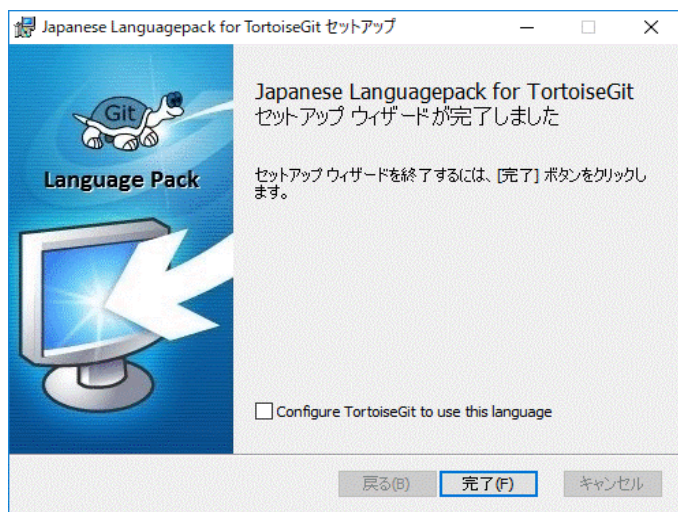 Japanese Languagepack for TortoiseGit セットアップ
Git
Language Pack
Japanese Languagepack for TortoiseGit
セットアップ ウィザードが完了しました
セットアップ ウィザードを終了するには、[完了] ボタンをクリックし
ます。
Configure TortoiseGit to use this language
戻る(B)
完了(F)
キャンセル